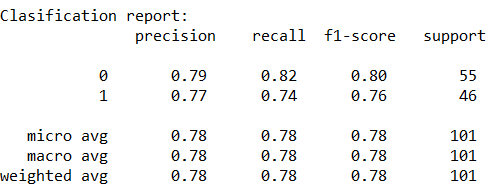 Clasification report:
precision recall f1-score support
0 0.79 0.82 0.80 55
1 0.77 0.74 0.76 46
micro avg 0.78 0.78 0.78 101
macro avg 0.78 0.78 0.78 101
weighted avg 0.78 0.78 0.78 101